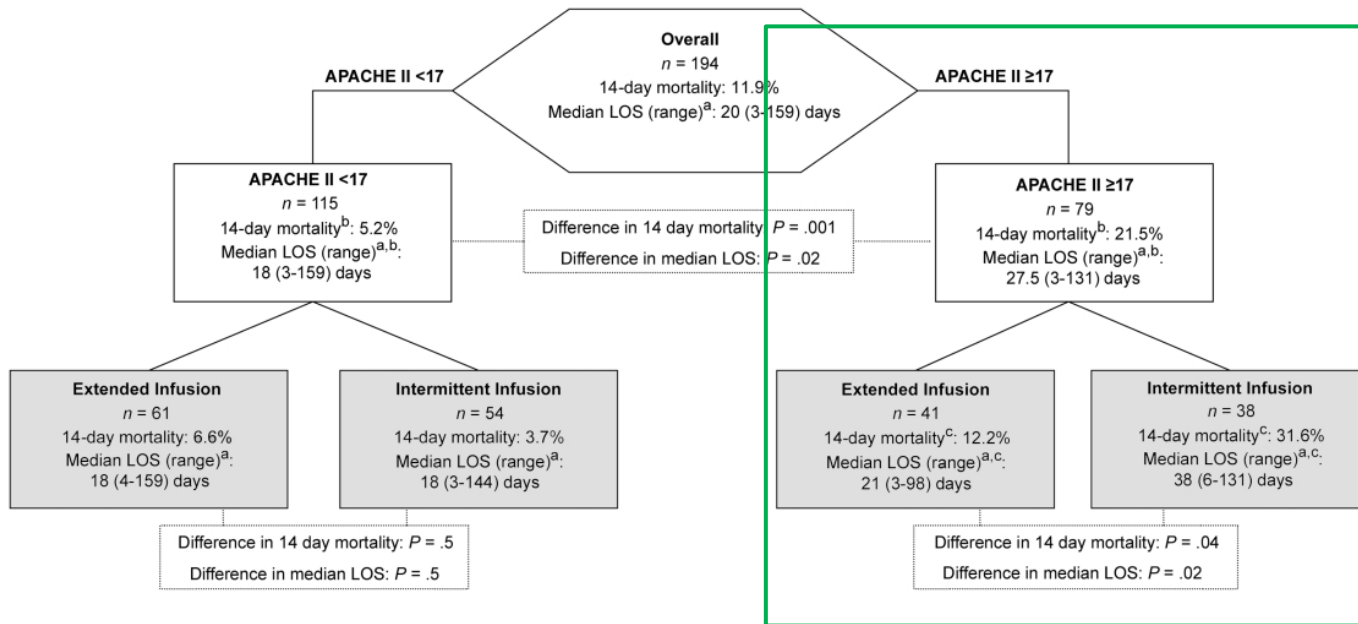 Overall
n = 194
14-day mortality: 11.9%
Median LOS (range)a: 20 (3-159) days
APACHE II <17
APACHE II ≥17
APACHE II <17
n = 115
14-day mortalityb: 5.2%
Median LOS (range)a,b:
18 (3-159) days
Difference in 14 day mortality: P = .001
Difference in median LOS: P = .02
APACHE II ≥17
n = 79
14-day mortalityb: 21.5%
Median LOS (range)a,b:
27.5 (3-131) days
Extended Infusion
n = 61
14-day mortality: 6.6%
Median LOS (range)a:
18 (4-159) days
Intermittent Infusion
n = 54
14-day mortality: 3.7%
Median LOS (range)a:
18 (3-144) days
Difference in 14 day mortality: P = .5
Difference in median LOS: P = .5
Extended Infusion
n = 41
14-day mortalityc: 12.2%
Median LOS (range)a,c:
21 (3-98) days
Intermittent Infusion
n = 38
14-day mortalityc: 31.6%
Median LOS (range)a,c:
38 (6-131) days
Difference in 14 day mortality: P = .04
Difference in median LOS: P = .02